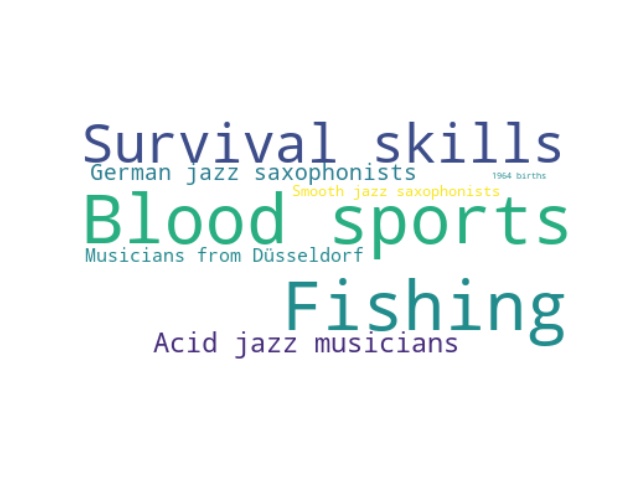 Survival skills
German jazz saxophonists
1964 births
Smooth jazz saxophonists
Blood sports
Musicians from Düsseldorf
Fishing
Acid jazz musicians